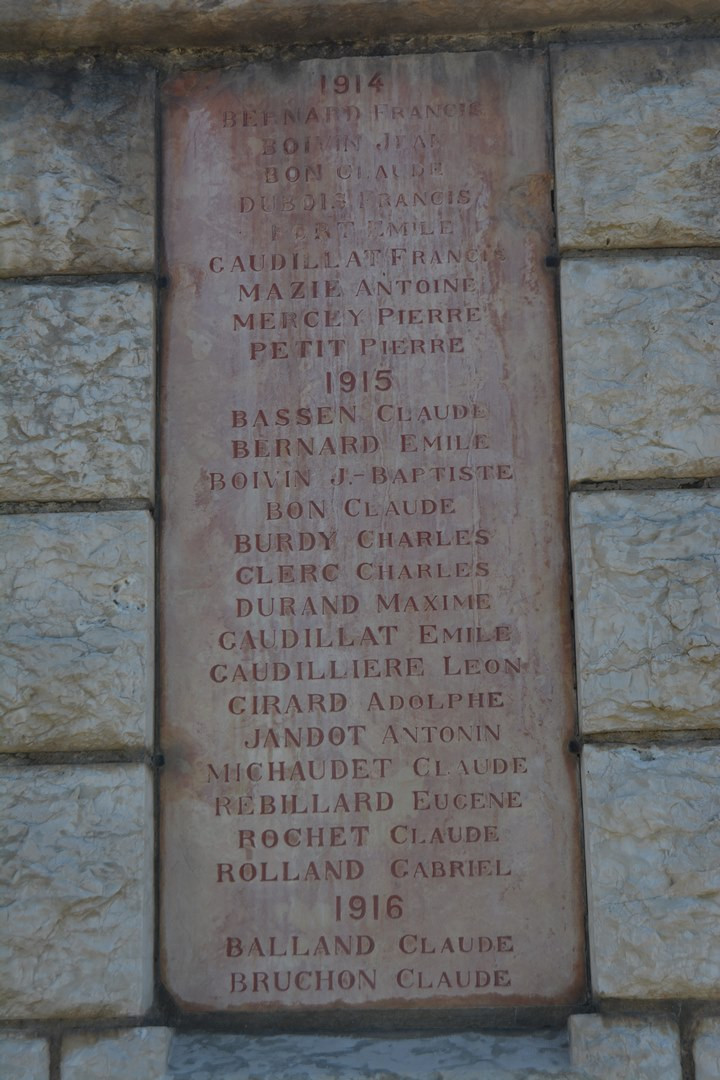 1914
BERNARD FRANCIS
BOIVIN JEAN
BON CLAUDE
DUBOIS FRANCIS
EMILE
GAUDILLAT FRANCIS
MAZIE ANTOINE
MERCEY PIERRE
PETIT PIERRE
1915
BASSEN CLAUDE
BERNARD EMILE
BOIVIN J.-BAPTISTE
BON CLAUDE
BURDY CHARLES
CLERC CHARLES
DURAND MAXIME
GAUDILLAT EMILE
GAUDILLIERE LEON
GIRARD ADOLPHE
JANDOT ANTONIN
MICHAUDET CLAUDE
REBILLARD EUGENE
ROCHET CLAUDE
ROLLAND GABRIEL
1916
BALLAND CLAUDE
BRUCHON CLAUDE